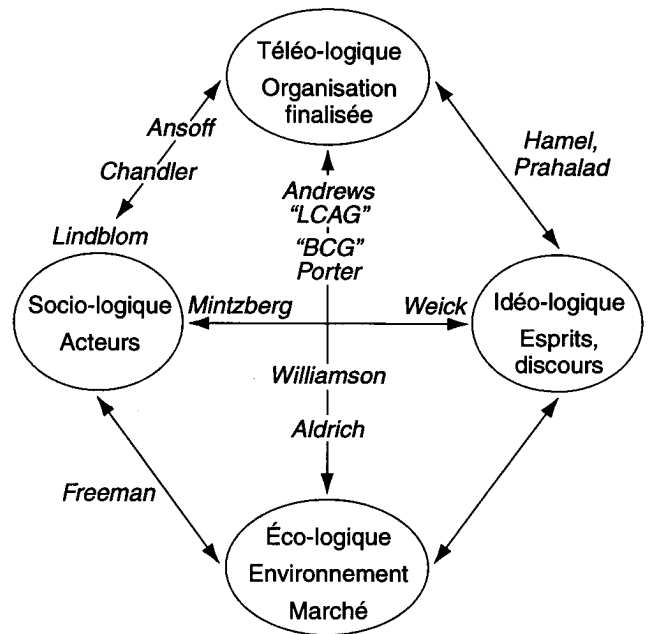 Téléo-logique
Organisation
finalisée
Ansoff
Chandler
Lindblom
Hamel,
Prahalad
Andrews
“LCAG”
“BCG”
Porter
Socio-logique
Acteurs
Mintzberg
Weick
Idéo-logique
Esprits,
discours
Williamson
Aldrich
Freeman
Éco-logique
Environnement
Marché